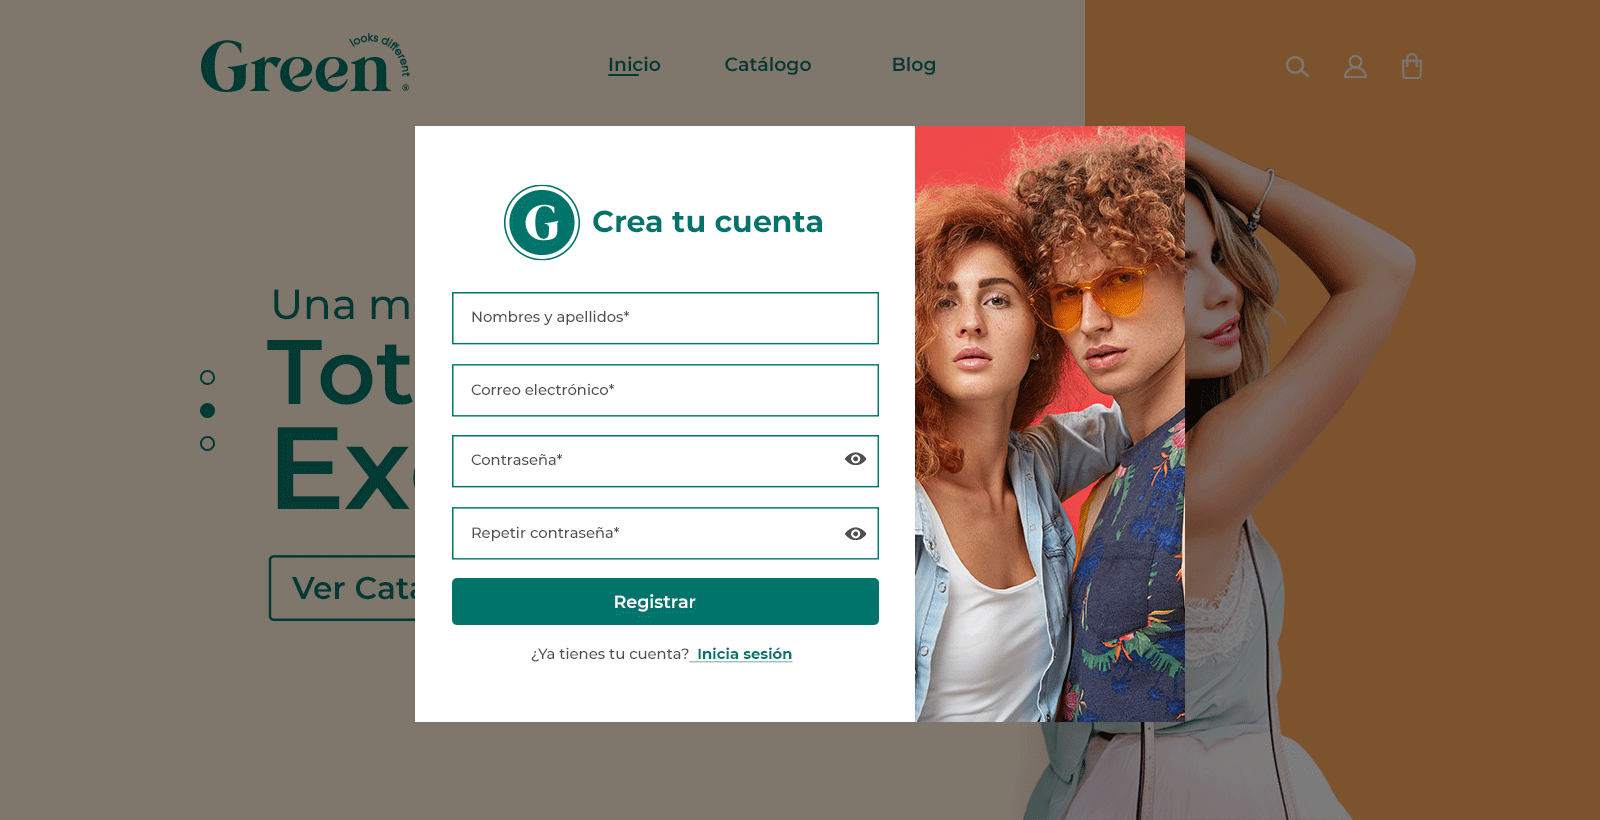 Green
looks different
®
Inicio
Catálogo
Blog
Una m
Tot
Ex
Ver Cata
G
Crea tu cuenta
Nombres y apellidos*
Correo electrónico*
Contraseña*
Repetir contraseña*
Registrar
¿Ya tienes tu cuenta? Inicia sesión